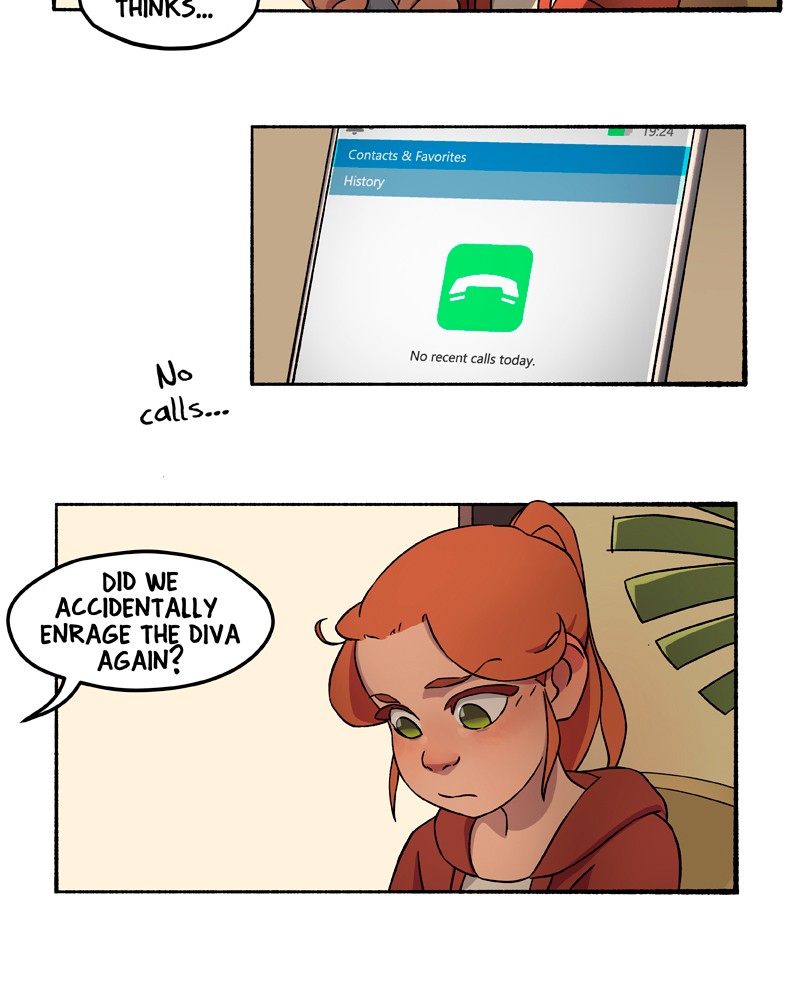 THINKS...
19:24
Contacts & Favorites
History
No recent calls today.
No
calls...
DID WE
ACCIDENTALLY
ENRAGE THE DIVA
AGAIN?